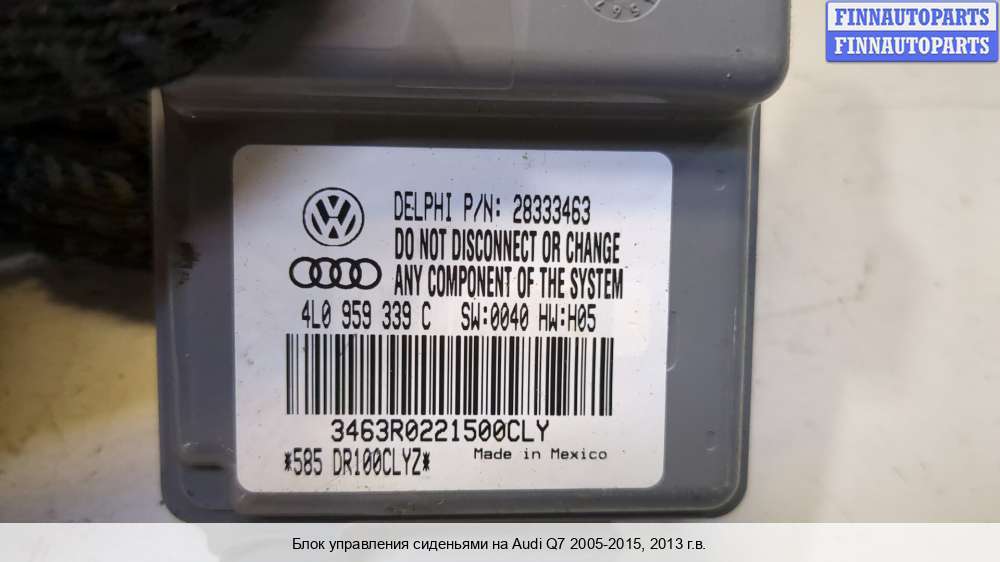 FINNAUTOPARTS
FINNAUTOPARTS
DELPHI P/N: 28333463
DO NOT DISCONNECT OR CHANGE
ANY COMPONENT OF THE SYSTEM
4L0 959 339 C SW:0040 HW:H05
3463R0221500CLY
*585 DR100CLYZ* Made in Mexico
Блок управления сиденьями на Audi Q7 2005-2015, 2013 г.в.